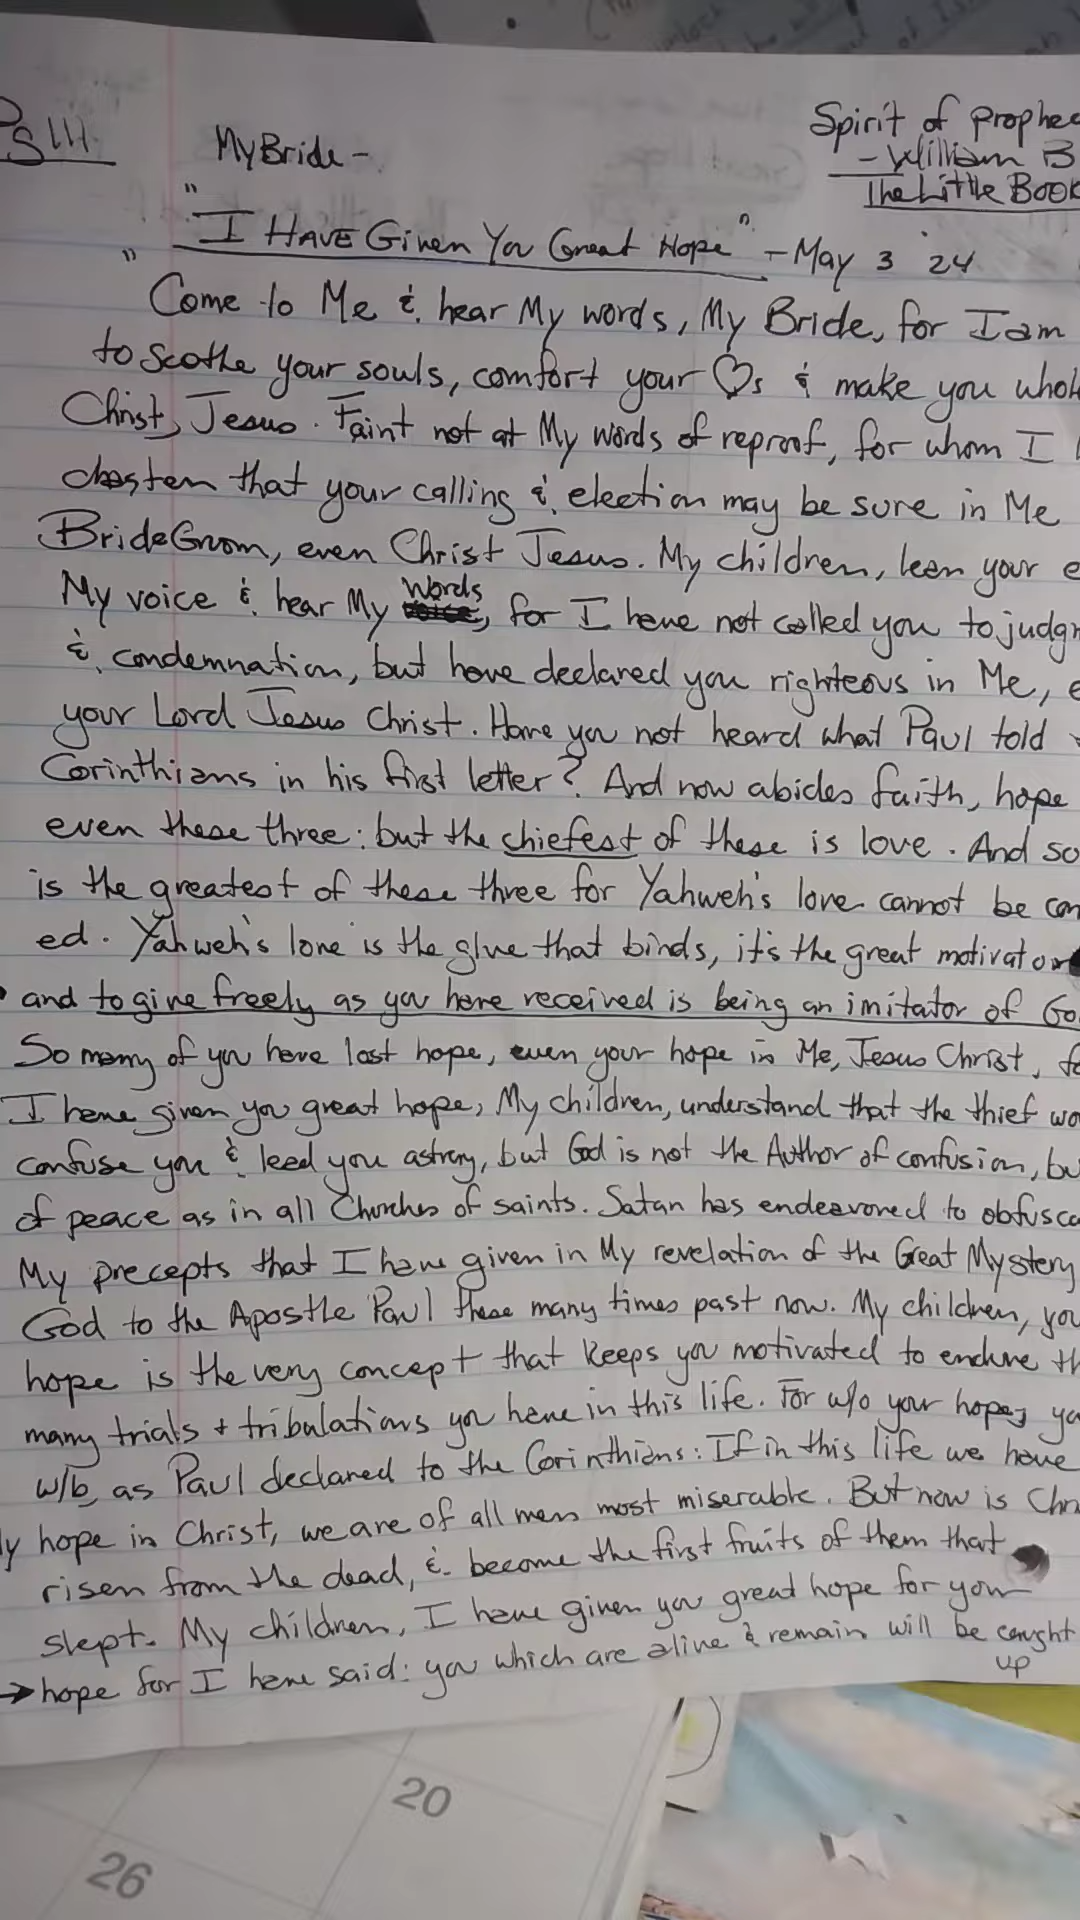 Ps 111
My Bride -
Spirit of Prophec
- William B
The Little Book
"I HAVE Given You Great Hope" - May 3 '24
"Come to Me & hear My words, My Bride, for I am
to soothe your souls, comfort your ♡s & make you whol
Christ, Jesus. Faint not at My words of reproof, for whom I
chasten that your calling & election may be sure in Me
BrideGroom, even Christ Jesus. My children, lean your e
My voice & hear My Words, for I have not called you to judgm
& condemnation, but have declared you righteous in Me, e
your Lord Jesus Christ. Have you not heard what Paul told
Corinthians in his first letter? And now abides faith, hope
even these three: but the chiefest of these is love. And so
is the greatest of these three for Yahweh's love cannot be con
ed. Yahweh's love is the glue that binds, it's the great motivator
and to give freely as you have received is being an imitator of Go
So many of you have lost hope, even your hope in Me, Jesus Christ, fo
I have given you great hope, My children, understand that the thief wo
confuse you & lead you astray, but God is not the Author of confusion, bu
of peace as in all Churches of saints. Satan has endeavored to obfusca
My precepts that I have given in My revelation of the Great Mystery
God to the Apostle Paul these many times past now. My children, you
hope is the very concept that keeps you motivated to endure th
many trials + tribulations you have in this life. For w/o your hope, yo
w/b, as Paul declared to the Corinthians: If in this life we have
ly hope in Christ, we are of all men most miserable. But now is Chri
risen from the dead, & become the first fruits of them that
slept. My children, I have given you great hope for your
→ hope for I have said: you which are alive & remain will be caught
up
20
26